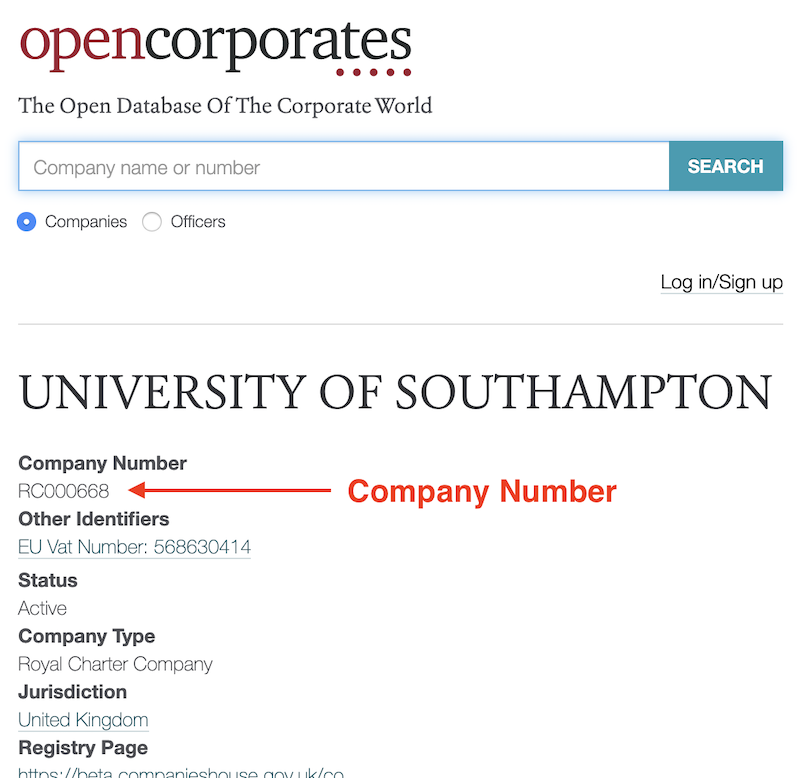 opencorporates
The Open Database Of The Corporate World
Company name or number
SEARCH
Companies
Officers
Log in/Sign up
UNIVERSITY OF SOUTHAMPTON
Company Number
RC000668
Company Number
Other Identifiers
EU Vat Number: 568630414
Status
Active
Company Type
Royal Charter Company
Jurisdiction
United Kingdom
Registry Page
https://beta.companieshouse.gov.uk/co